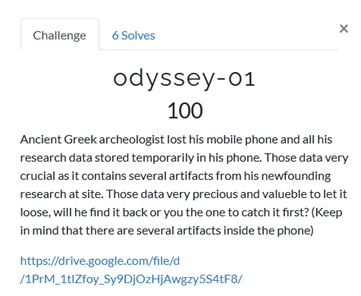 Challenge
6 Solves
×
odyssey-01
100
Ancient Greek archeologist lost his mobile phone and all his
research data stored temporarily in his phone. Those data very
crucial as it contains several artifacts from his newfounding
research at site. Those data very precious and valueble to let it
loose, will he find it back or you the one to catch it first? (Keep
in mind that there are several artifacts inside the phone)
https://drive.google.com/file/d
/1PrM_1tlZfoy_Sy9DjOzHjAwgzy5S4tF8/